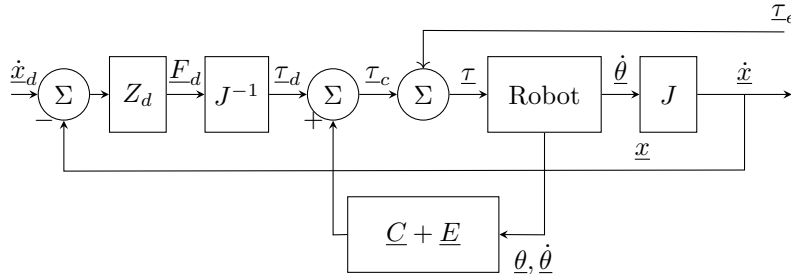 τ_e
ẋ_d Σ Z_d F_d J⁻¹ τ_d Σ τ_c Σ τ Robot θ̇ J ẋ
−
+
x
C + E
θ, θ̇